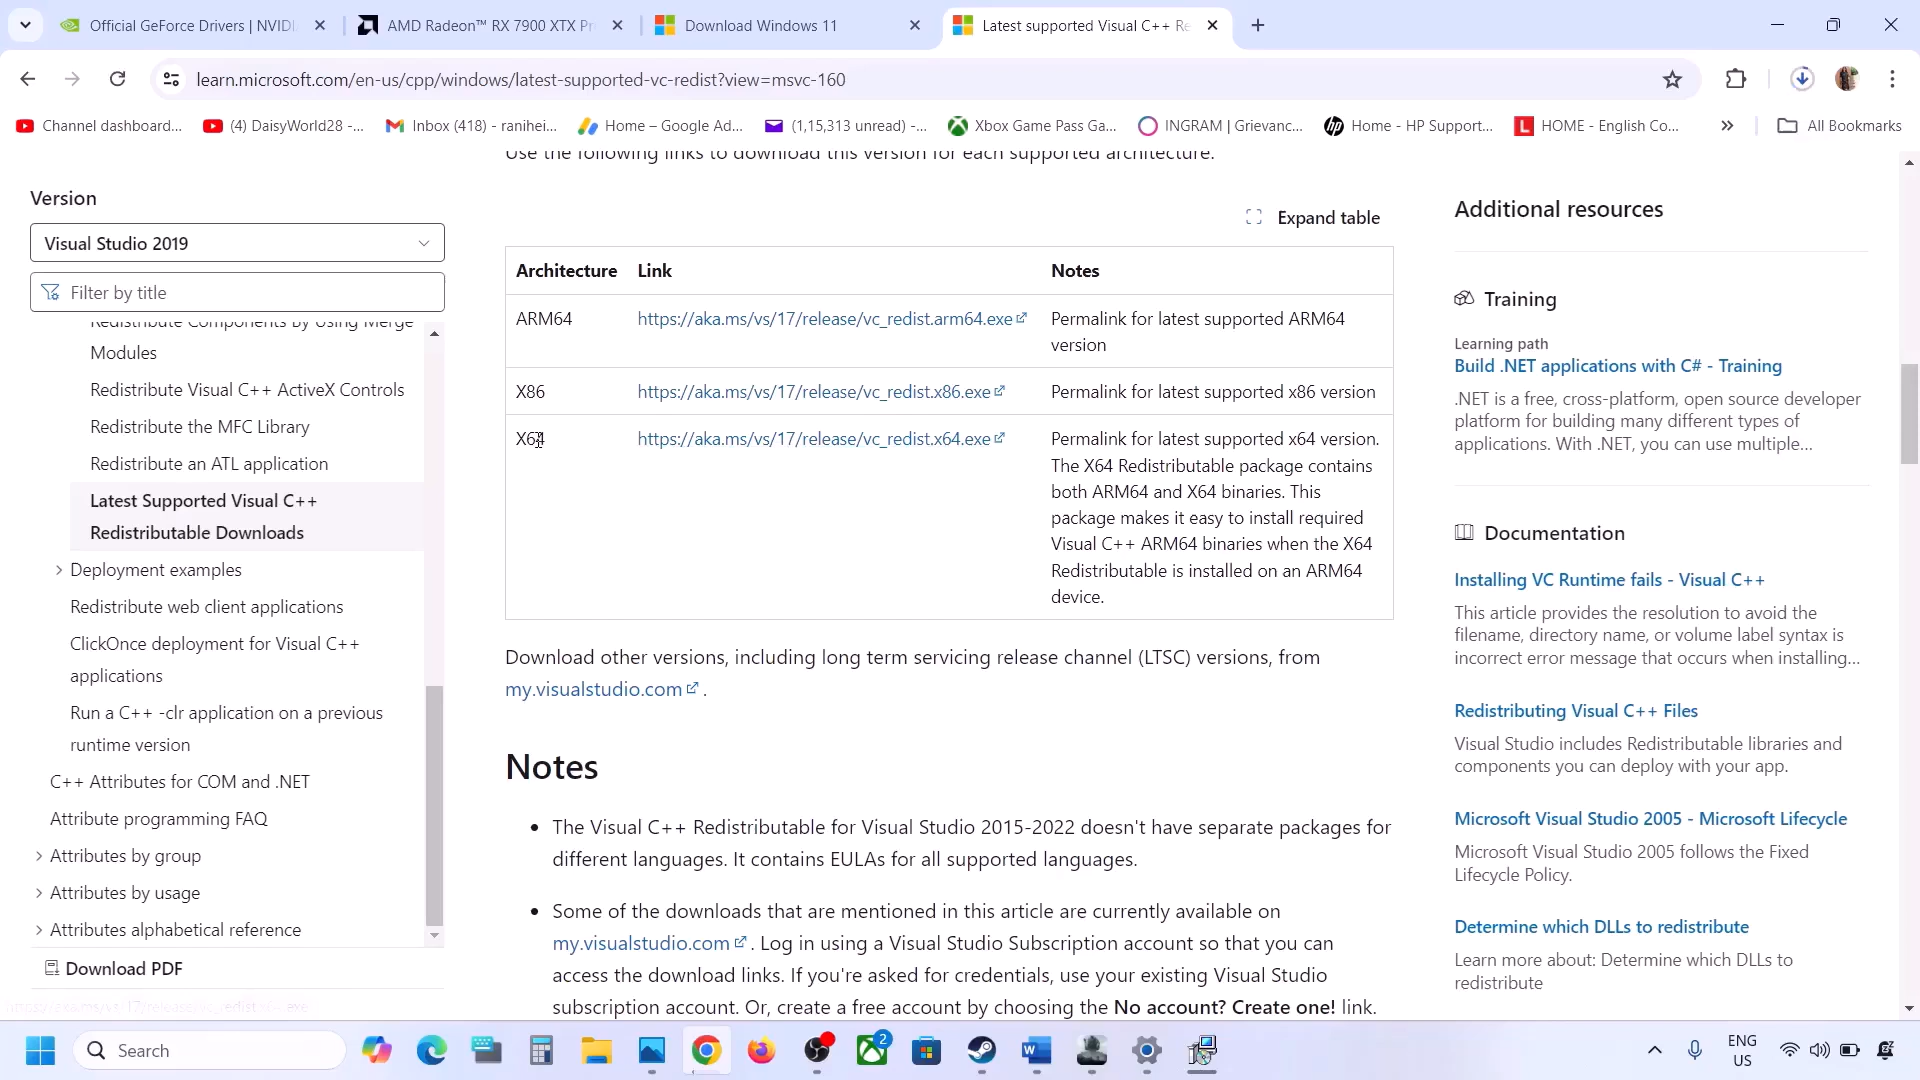 Official GeForce Drivers | NVIDI
AMD Radeon™ RX 7900 XTX Pr
Download Windows 11
Latest supported Visual C++ Re
learn.microsoft.com/en-us/cpp/windows/latest-supported-vc-redist?view=msvc-160
Channel dashboard...
(4) DaisyWorld28 -...
Inbox (418) - ranihei...
Home – Google Ad...
(1,15,313 unread) -...
Xbox Game Pass Ga...
INGRAM | Grievanc...
Home - HP Support...
HOME - English Co...
All Bookmarks
Version
Visual Studio 2019
Filter by title
Redistribute Components By Using Merge
Modules
Redistribute Visual C++ ActiveX Controls
Redistribute the MFC Library
Redistribute an ATL application
Latest Supported Visual C++
Redistributable Downloads
Deployment examples
Redistribute web client applications
ClickOnce deployment for Visual C++
applications
Run a C++ -clr application on a previous
runtime version
C++ Attributes for COM and .NET
Attribute programming FAQ
Attributes by group
Attributes by usage
Attributes alphabetical reference
Download PDF
Use the following links to download this version for each supported architecture.
Expand table
Architecture Link Notes
ARM64 https://aka.ms/vs/17/release/vc_redist.arm64.exe Permalink for latest supported ARM64
version
X86 https://aka.ms/vs/17/release/vc_redist.x86.exe Permalink for latest supported x86 version
X64 https://aka.ms/vs/17/release/vc_redist.x64.exe Permalink for latest supported x64 version.
The X64 Redistributable package contains
both ARM64 and X64 binaries. This
package makes it easy to install required
Visual C++ ARM64 binaries when the X64
Redistributable is installed on an ARM64
device.
Download other versions, including long term servicing release channel (LTSC) versions, from
my.visualstudio.com .
Notes
• The Visual C++ Redistributable for Visual Studio 2015-2022 doesn't have separate packages for
different languages. It contains EULAs for all supported languages.
• Some of the downloads that are mentioned in this article are currently available on
my.visualstudio.com . Log in using a Visual Studio Subscription account so that you can
access the download links. If you're asked for credentials, use your existing Visual Studio
subscription account. Or, create a free account by choosing the No account? Create one! link.
Additional resources
Training
Learning path
Build .NET applications with C# - Training
.NET is a free, cross-platform, open source developer
platform for building many different types of
applications. With .NET, you can use multiple...
Documentation
Installing VC Runtime fails - Visual C++
This article provides the resolution to avoid the
filename, directory name, or volume label syntax is
incorrect error message that occurs when installing...
Redistributing Visual C++ Files
Visual Studio includes Redistributable libraries and
components you can deploy with your app.
Microsoft Visual Studio 2005 - Microsoft Lifecycle
Microsoft Visual Studio 2005 follows the Fixed
Lifecycle Policy.
Determine which DLLs to redistribute
Learn more about: Determine which DLLs to
redistribute
Search
2
ENG
US